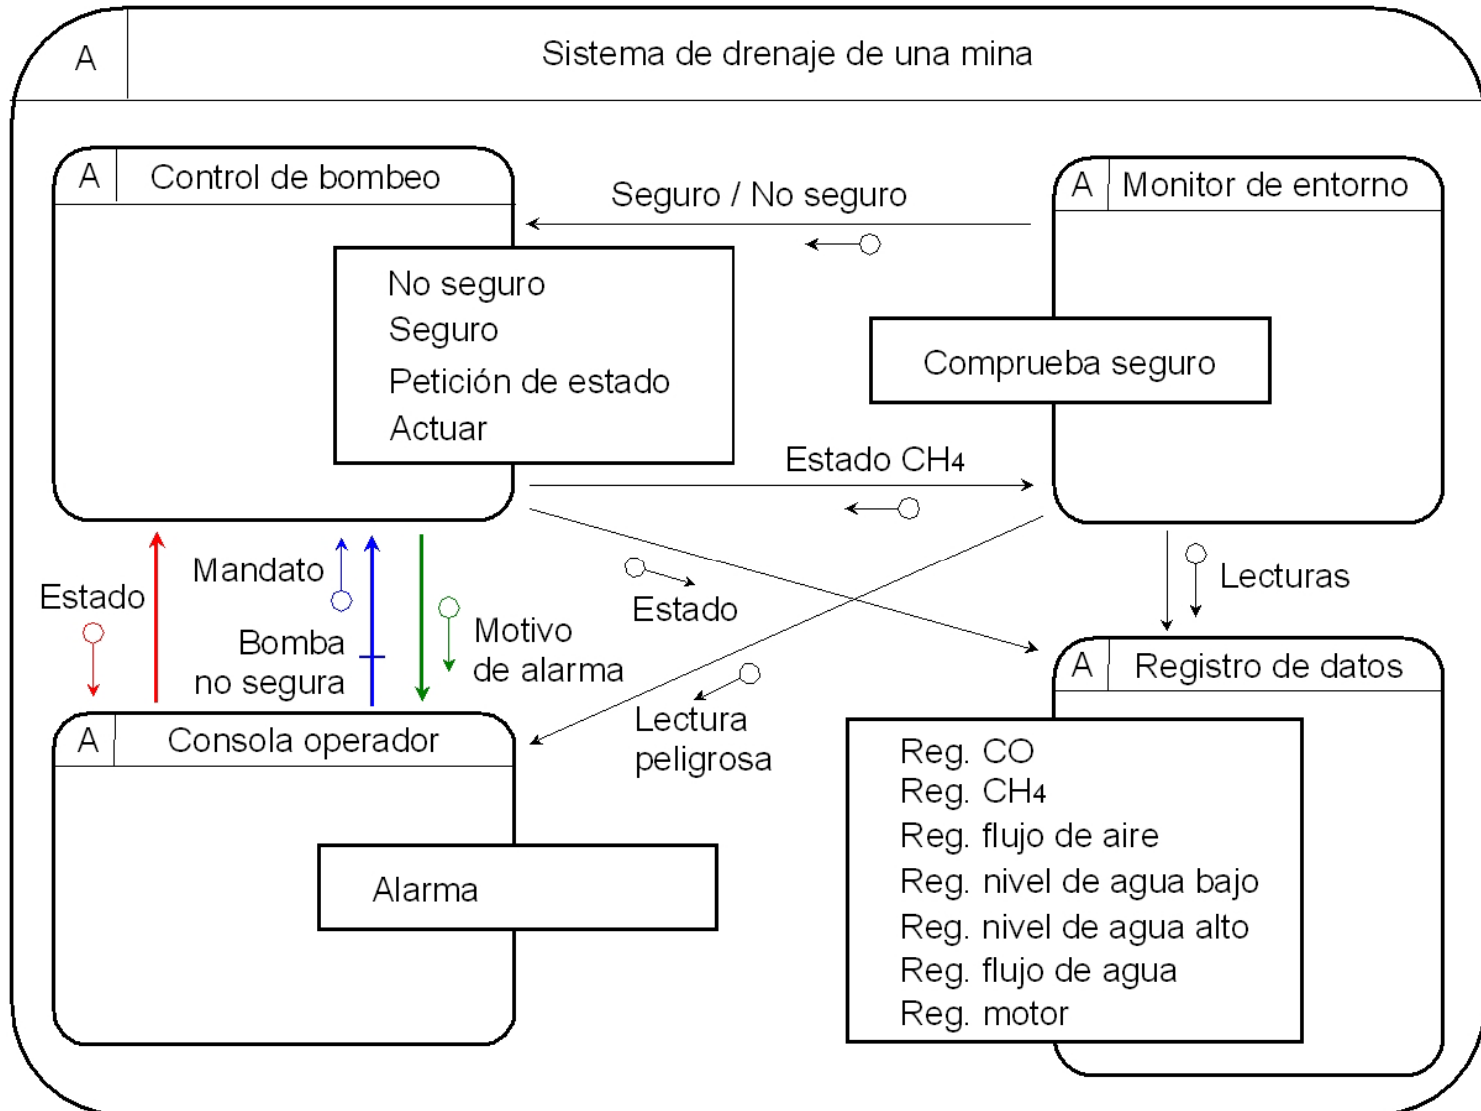 A
Sistema de drenaje de una mina
A
Control de bombeo
Seguro / No seguro
A
Monitor de entorno
No seguro
Seguro
Petición de estado
Actuar
Comprueba seguro
Estado CH4
Estado
Mandato
Bomba
no segura
Motivo
de alarma
Estado
Lectura
peligrosa
Lecturas
A
Consola operador
Alarma
A
Registro de datos
Reg. CO
Reg. CH4
Reg. flujo de aire
Reg. nivel de agua bajo
Reg. nivel de agua alto
Reg. flujo de agua
Reg. motor